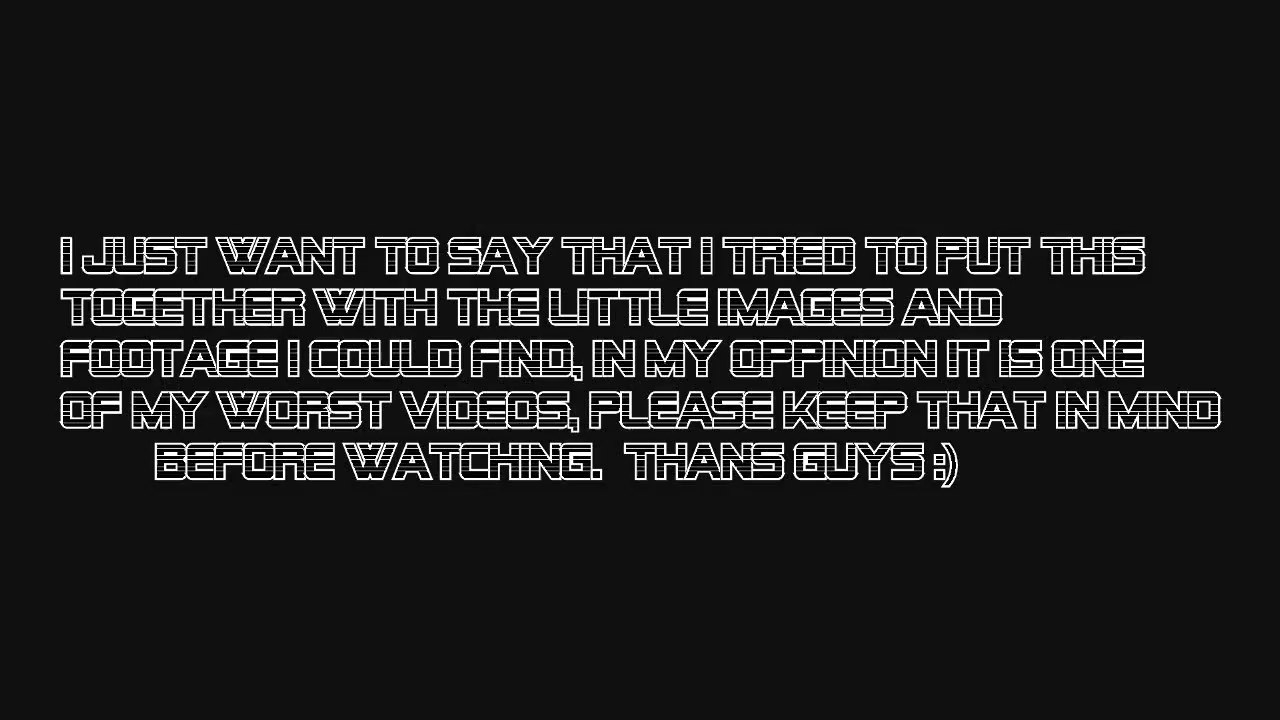 I JUST WANT TO SAY THAT I TRIED TO PUT THIS
TOGETHER WITH THE LITTLE IMAGES AND
FOOTAGE I COULD FIND, IN MY OPPINION IT IS ONE
OF MY WORST VIDEOS, PLEASE KEEP THAT IN MIND
BEFORE WATCHING. THANS GUYS :)